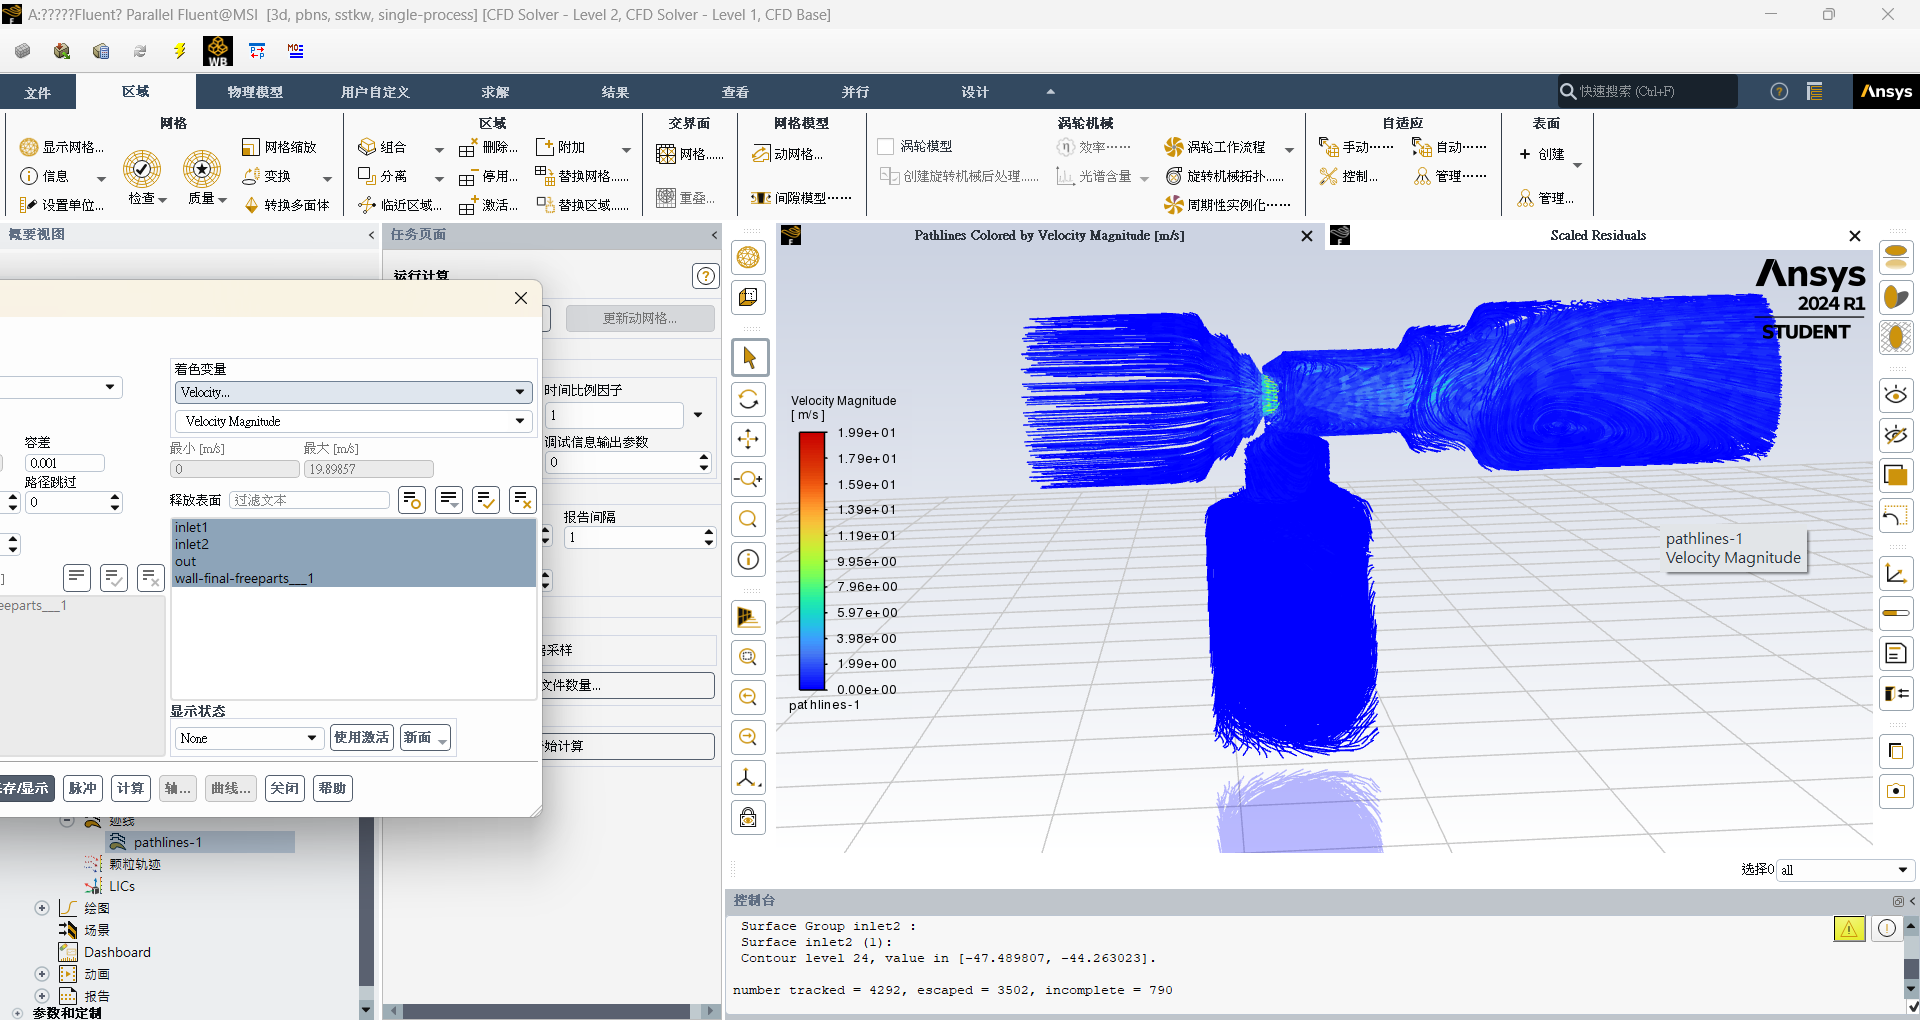 A:?????Fluent? Parallel Fluent@MSI [3d, pbns, sstkw, single-process] [CFD Solver - Level 2, CFD Solver - Level 1, CFD Base]
WB
文件 区域 物理模型 用户自定义 求解 结果 查看 并行 设计 快速搜索 (Ctrl+F) Ansys
网格 区域 交界面 网格模型 涡轮机械 自适应 表面
显示网格... 网格缩放 组合 删除... 附加 网格...... 动网格... 涡轮模型 效率...... 涡轮工作流程 手动...... 自动...... 创建
信息 检查 质量 变换 分离 停用... 替换网格...... 创建旋转机械后处理...... 光谱含量 旋转机械拓扑...... 控制... 管理......
设置单位... 转换多面体 临近区域... 激活... 替换区域...... 重叠... 间隙模型...... 周期性实例化...... 管理...
概要视图 任务页面
运行计算
更新动网格...
时间比例因子
1
调试信息输出参数
0
报告间隔
1
文件数量...
着色变量
Velocity...
Velocity Magnitude
最小 [m/s] 最大 [m/s]
0 19.89857
容差
0.001
路径跳过
0
释放表面 过滤文本
inlet1
inlet2
out
wall-final-freeparts___1
eeparts___1
显示状态
None 使用激活 新面
存/显示 脉冲 计算 轴... 曲线... 关闭 帮助
迹线
pathlines-1
颗粒轨迹
LICs
绘图
场景
Dashboard
动画
报告
参数和定制
Pathlines Colored by Velocity Magnitude [m/s]
Scaled Residuals
Ansys
2024 R1
STUDENT
Velocity Magnitude
[ m/s ]
1.99e+01
1.79e+01
1.59e+01
1.39e+01
1.19e+01
9.95e+00
7.96e+00
5.97e+00
3.98e+00
1.99e+00
0.00e+00
pathlines-1
pathlines-1
Velocity Magnitude
选择0 all
控制台
Surface Group inlet2 :
Surface inlet2 (1):
Contour level 24, value in [-47.489807, -44.263023].
number tracked = 4292, escaped = 3502, incomplete = 790